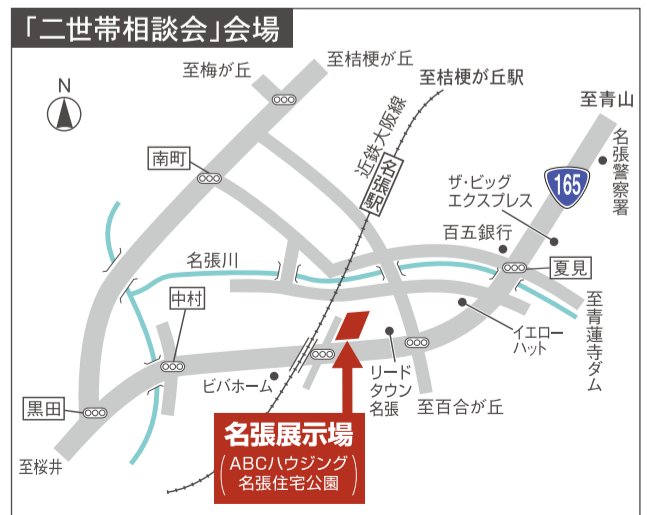 「二世帯相談会」会場
N
至梅が丘
至桔梗が丘
至桔梗が丘駅
至青山
近鉄大阪線
名張駅
名張警察署
南町
ザ・ビッグ
エクスプレス
165
百五銀行
名張川
夏見
中村
至青蓮寺ダム
イエロー
ハット
リード
タウン
名張
ビバホーム
至百合が丘
黒田
至桜井
名張展示場
(ABCハウジング
名張住宅公園)